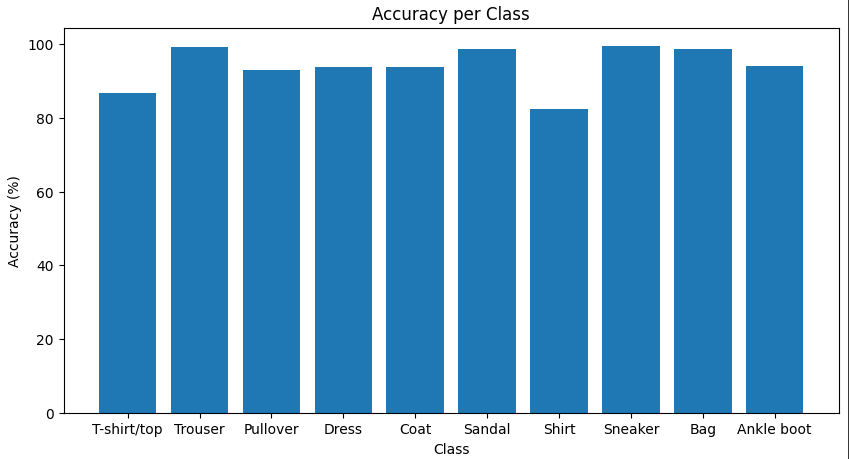 Accuracy per Class
Accuracy (%)
100
80
60
40
20
0
T-shirt/top Trouser Pullover Dress Coat Sandal Shirt Sneaker Bag Ankle boot
Class